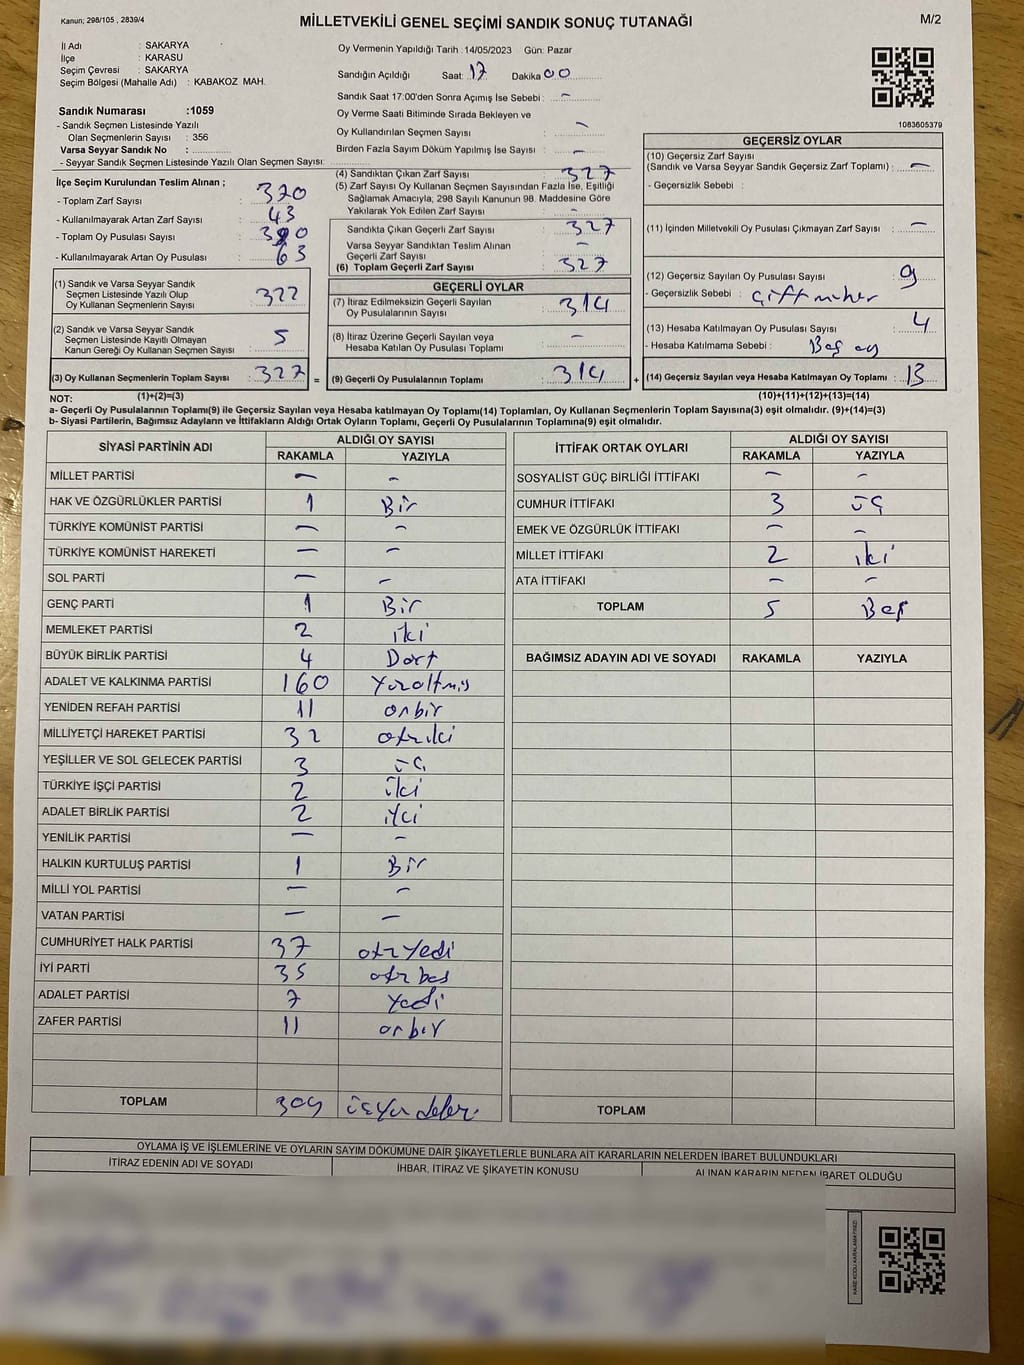 Kanun; 298/105 , 2839/4
MİLLETVEKİLİ GENEL SEÇİMİ SANDIK SONUÇ TUTANAĞI
M/2
İl Adı : SAKARYA
İlçe : KARASU
Seçim Çevresi : SAKARYA
Seçim Bölgesi (Mahalle Adı) : KABAKOZ MAH.
Oy Vermenin Yapıldığı Tarih :14/05/2023 Gün: Pazar
Sandığın Açıldığı Saat: 17 Dakika 00
Sandık Saat 17:00'den Sonra Açımış İse Sebebi : -
Oy Verme Saati Bitiminde Sırada Bekleyen ve
Oy Kullandırılan Seçmen Sayısı : -
Birden Fazla Sayım Döküm Yapılmış İse Sayısı : -
Sandık Numarası :1059
- Sandık Seçmen Listesinde Yazılı
Olan Seçmenlerin Sayısı : 356
Varsa Seyyar Sandık No :
- Seyyar Sandık Seçmen Listesinde Yazılı Olan Seçmen Sayısı:
1083605379
İlçe Seçim Kurulundan Teslim Alınan ;
- Toplam Zarf Sayısı : 370
- Kullanılmayarak Artan Zarf Sayısı : 43
- Toplam Oy Pusulası Sayısı :
- Kullanılmayarak Artan Oy Pusulası : 63
(1) Sandık ve Varsa Seyyar Sandık
Seçmen Listesinde Yazılı Olup
Oy Kullanan Seçmenlerin Sayısı : 322
(2) Sandık ve Varsa Seyyar Sandık
Seçmen Listesinde Kayıtlı Olmayan
Kanun Gereği Oy Kullanan Seçmen Sayısı : 5
(3) Oy Kullanan Seçmenlerin Toplam Sayısı : 327 =
(4) Sandıktan Çıkan Zarf Sayısı : 327
(5) Zarf Sayısı Oy Kullanan Seçmen Sayısından Fazla İse, Eşitliği
Sağlamak Amacıyla, 298 Sayılı Kanunun 98. Maddesine Göre
Yakılarak Yok Edilen Zarf Sayısı : -
Sandıkta Çıkan Geçerli Zarf Sayısı : 327
Varsa Seyyar Sandıktan Teslim Alınan
Geçerli Zarf Sayısı : -
(6) Toplam Geçerli Zarf Sayısı : 327
GEÇERLİ OYLAR
(7) İtiraz Edilmeksizin Geçerli Sayılan
Oy Pusulalarının Sayısı : 314
(8) İtiraz Üzerine Geçerli Sayılan veya
Hesaba Katılan Oy Pusulası Toplamı : -
(9) Geçerli Oy Pusulalarının Toplamı : 314 +
GEÇERSİZ OYLAR
(10) Geçersiz Zarf Sayısı
(Sandık ve Varsa Seyyar Sandık Geçersiz Zarf Toplamı) : -
- Geçersizlik Sebebi :
(11) İçinden Milletvekili Oy Pusulası Çıkmayan Zarf Sayısı : -
(12) Geçersiz Sayılan Oy Pusulası Sayısı : 9
- Geçersizlik Sebebi : çift mühür
(13) Hesaba Katılmayan Oy Pusulası Sayısı : 4
- Hesaba Katılmama Sebebi : Boş oy
(14) Geçersiz Sayılan veya Hesaba Katılmayan Oy Toplamı : 13
NOT: (1)+(2)=(3) (10)+(11)+(12)+(13)=(14)
a- Geçerli Oy Pusulalarının Toplamı(9) ile Geçersiz Sayılan veya Hesaba katılmayan Oy Toplamı(14) Toplamları, Oy Kullanan Seçmenlerin Toplam Sayısına(3) eşit olmalıdır. (9)+(14)=(3)
b- Siyasi Partilerin, Bağımsız Adayların ve İttifakların Aldığı Ortak Oyların Toplamı, Geçerli Oy Pusulalarının Toplamına(9) eşit olmalıdır.
SİYASİ PARTİNİN ADI ALDIĞI OY SAYISI
RAKAMLA YAZIYLA
MİLLET PARTİSİ - -
HAK VE ÖZGÜRLÜKLER PARTİSİ 1 Bir
TÜRKİYE KOMÜNİST PARTİSİ - -
TÜRKİYE KOMÜNİST HAREKETİ - -
SOL PARTİ - -
GENÇ PARTİ 1 Bir
MEMLEKET PARTİSİ 2 iki
BÜYÜK BİRLİK PARTİSİ 4 Dört
ADALET VE KALKINMA PARTİSİ 160 Yüzaltmış
YENİDEN REFAH PARTİSİ 11 onbir
MİLLİYETÇİ HAREKET PARTİSİ 32 otuziki
YEŞİLLER VE SOL GELECEK PARTİSİ 3 üç
TÜRKİYE İŞÇİ PARTİSİ 2 iki
ADALET BİRLİK PARTİSİ 2 iki
YENİLİK PARTİSİ - -
HALKIN KURTULUŞ PARTİSİ 1 Bir
MİLLİ YOL PARTİSİ - -
VATAN PARTİSİ - -
CUMHURİYET HALK PARTİSİ 37 otuzyedi
İYİ PARTİ 35 otuzbeş
ADALET PARTİSİ 7 yedi
ZAFER PARTİSİ 11 onbir
TOPLAM 309 üçyüzdokuz
İTTİFAK ORTAK OYLARI ALDIĞI OY SAYISI
RAKAMLA YAZIYLA
SOSYALİST GÜÇ BİRLİĞİ İTTİFAKI - -
CUMHUR İTTİFAKI 3 üç
EMEK VE ÖZGÜRLÜK İTTİFAKI - -
MİLLET İTTİFAKI 2 iki
ATA İTTİFAKI - -
TOPLAM 5 Beş
BAĞIMSIZ ADAYIN ADI VE SOYADI RAKAMLA YAZIYLA
TOPLAM
OYLAMA İŞ VE İŞLEMLERİNE VE OYLARIN SAYIM DÖKÜMÜNE DAİR ŞİKAYETLERLE BUNLARA AİT KARARLARIN NELERDEN İBARET BULUNDUKLARI
İTİRAZ EDENİN ADI VE SOYADI İHBAR, İTİRAZ VE ŞİKAYETİN KONUSU ALINAN KARARIN NEDEN İBARET OLDUĞU
KARE KODU KARALAMAYINIZ!